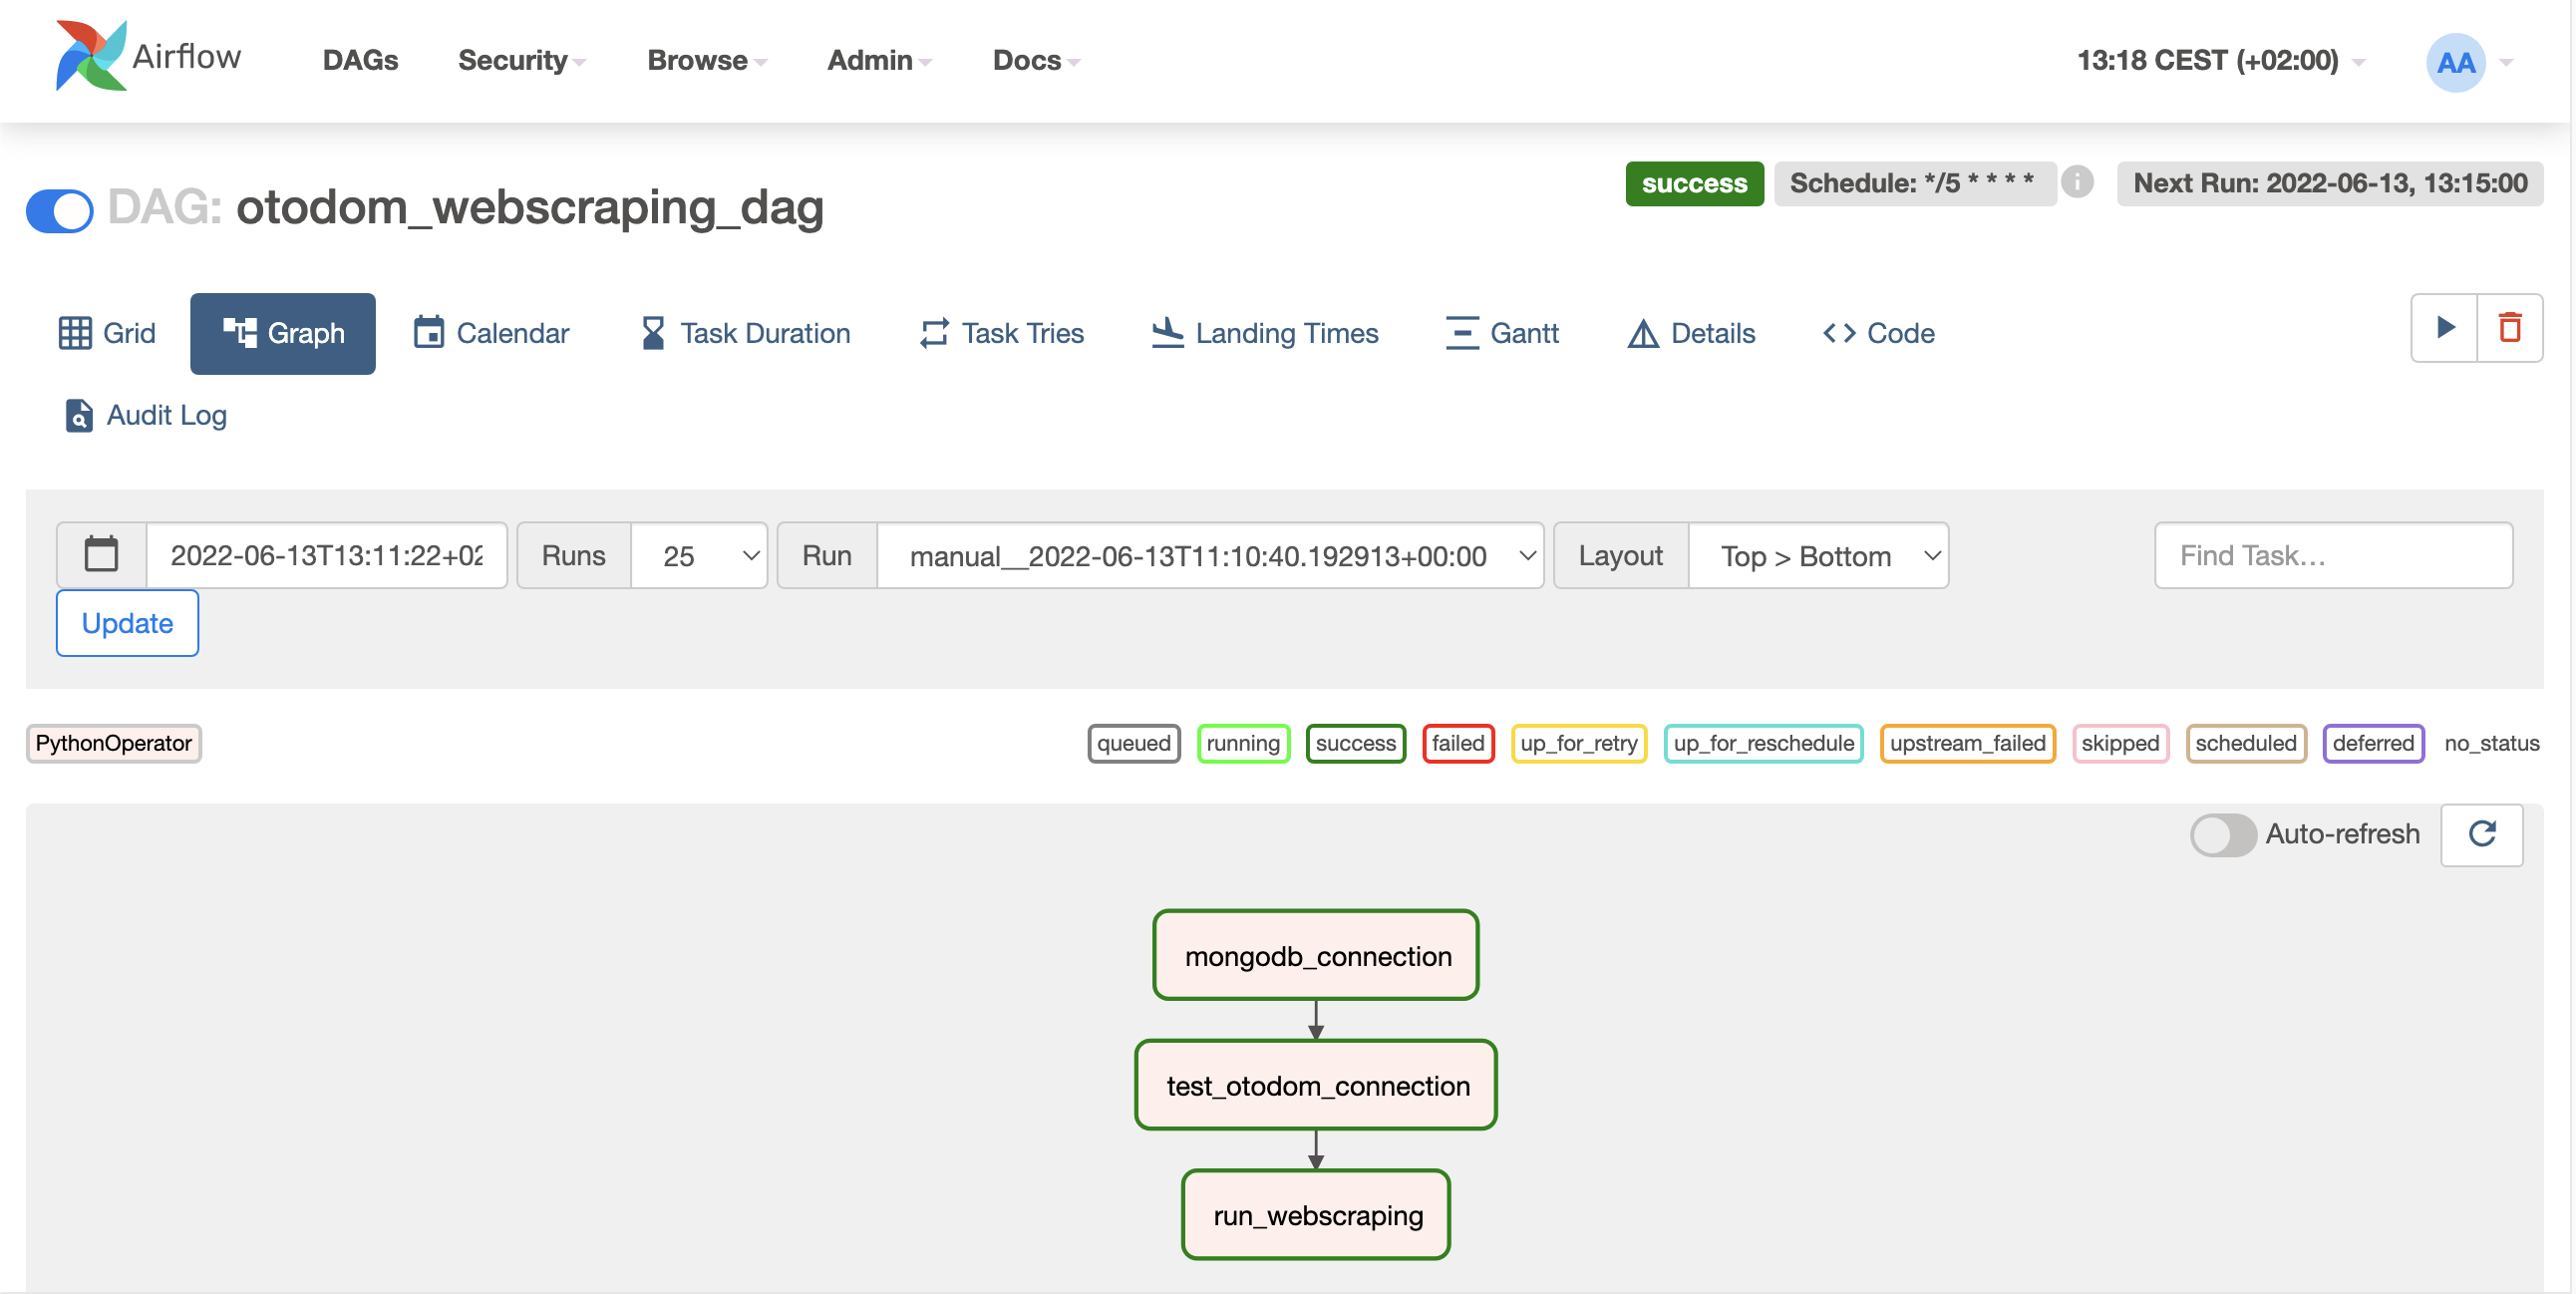 Airflow DAGs Security Browse Admin Docs 13:18 CEST (+02:00) AA
DAG: otodom_webscraping_dag success Schedule: */5 * * * * i Next Run: 2022-06-13, 13:15:00
Grid Graph Calendar Task Duration Task Tries Landing Times Gantt Details Code
Audit Log
2022-06-13T13:11:22+02 Runs 25 Run manual__2022-06-13T11:10:40.192913+00:00 Layout Top > Bottom Find Task...
Update
PythonOperator queued running success failed up_for_retry up_for_reschedule upstream_failed skipped scheduled deferred no_status
Auto-refresh
mongodb_connection
test_otodom_connection
run_webscraping